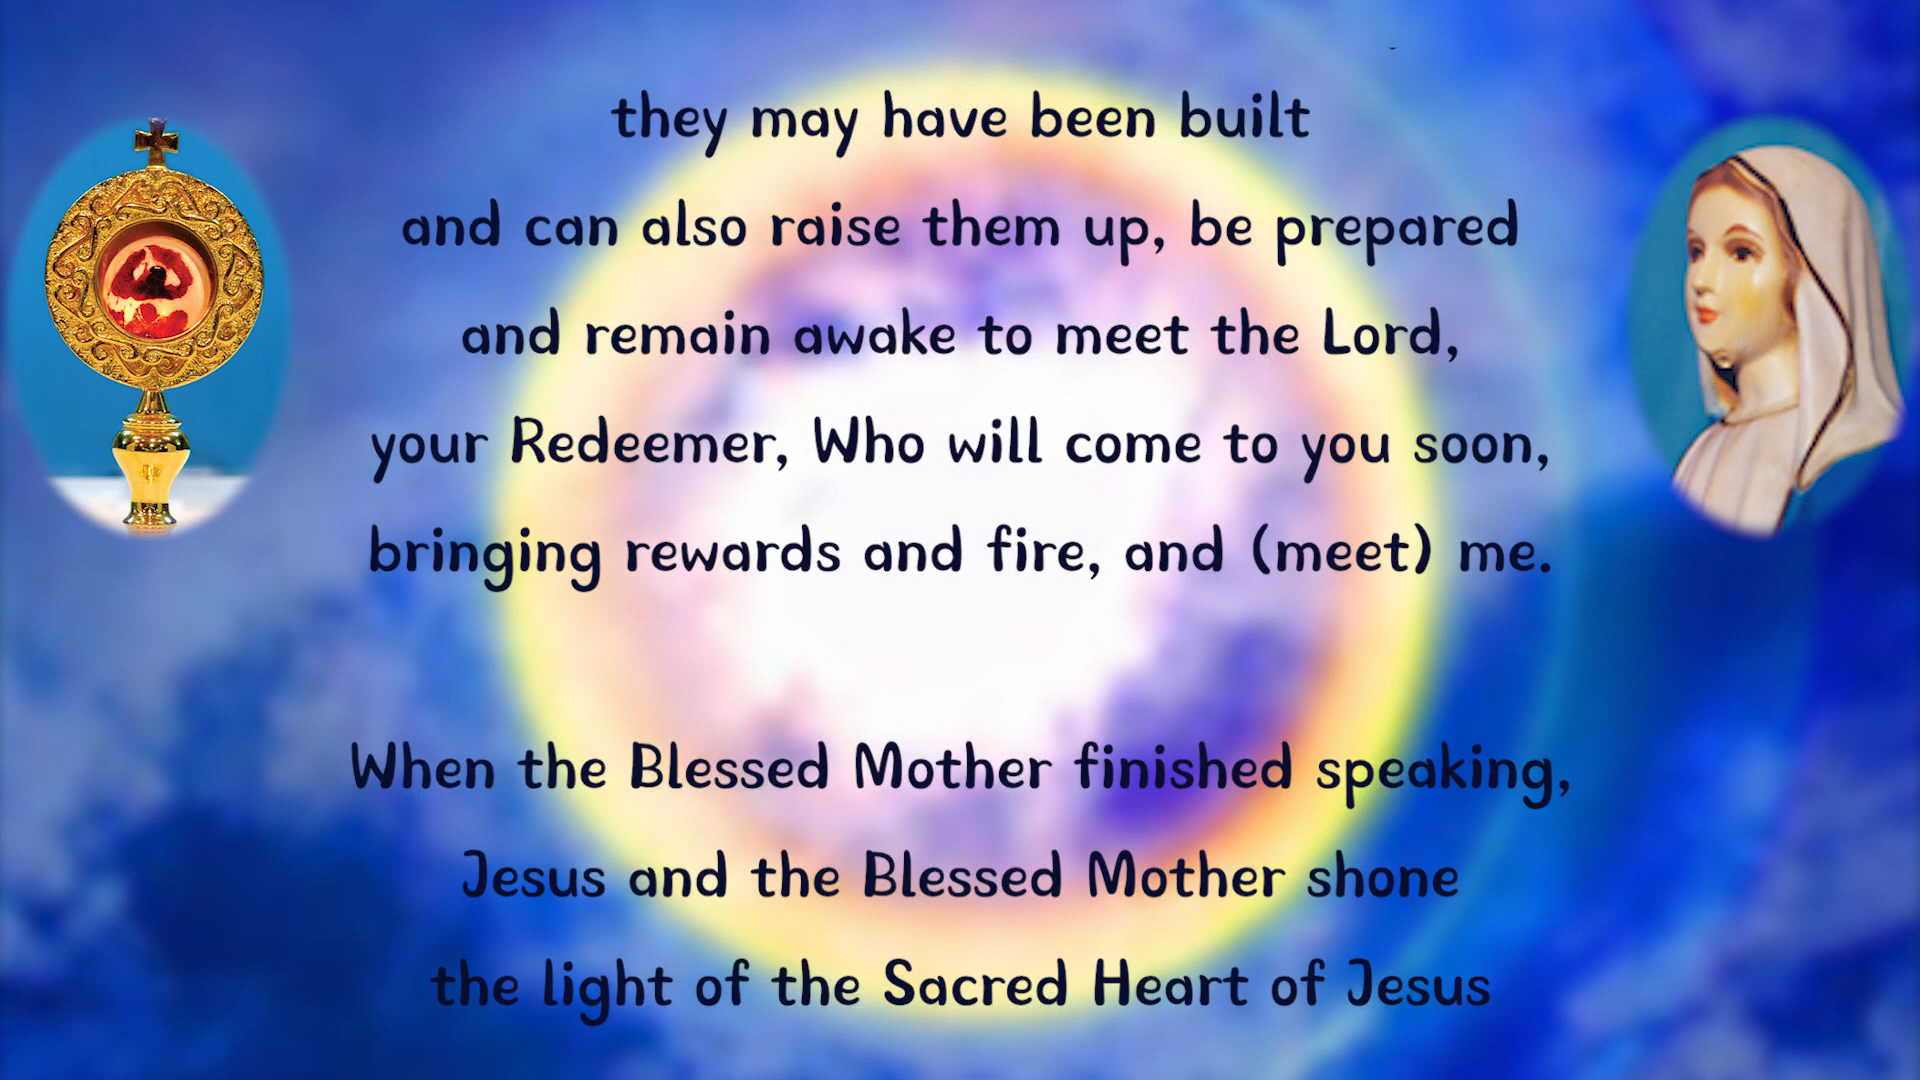 they may have been built
and can also raise them up, be prepared
and remain awake to meet the Lord,
your Redeemer, Who will come to you soon,
bringing rewards and fire, and (meet) me.
When the Blessed Mother finished speaking,
Jesus and the Blessed Mother shone
the light of the Sacred Heart of Jesus